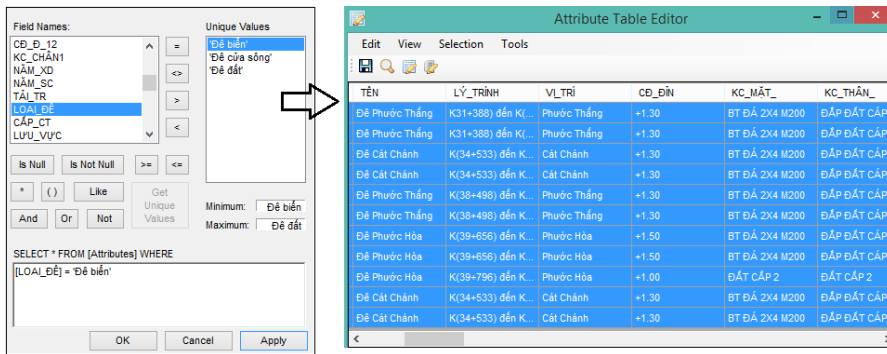 Field Names:
CĐ_Đ_12
KC_CHÂN1
NĂM_XD
NĂM_SC
TẢI_TR
LOẠI_ĐÊ
CẤP_CT
LƯU_VỰC
=
<>
>
<
Unique Values
'Đê biển'
'Đê cửa sông'
'Đê đất'
Is Null
Is Not Null
>=
<=
*
( )
Like
Get Unique Values
And
Or
Not
Minimum: Đê biển
Maximum: Đê đất
SELECT * FROM [Attributes] WHERE
[LOẠI_ĐÊ] = 'Đê biển'
OK Cancel Apply
Attribute Table Editor
Edit View Selection Tools
TÊN LÝ_TRÌNH VỊ_TRÍ CĐ_ĐỈN KC_MẶT_ KC_THÂN_
Đê Phước Thắng K31+388) đến K(... Phước Thắng +1.30 BT ĐÁ 2X4 M200 ĐẮP ĐẤT CẤP
Đê Phước Thắng K31+388) đến K(... Phước Thắng +1.30 BT ĐÁ 2X4 M200 ĐẮP ĐẤT CẤP
Đê Cát Chánh K(34+533) đến K... Cát Chánh +1.30 BT ĐÁ 2X4 M200 ĐẮP ĐẤT CẤP
Đê Cát Chánh K(34+533) đến K... Cát Chánh +1.30 BT ĐÁ 2X4 M200 ĐẮP ĐẤT CẤP
Đê Phước Thắng K(38+498) đến K... Phước Thắng +1.30 BT ĐÁ 2X4 M200 ĐẮP ĐẤT CẤP
Đê Phước Thắng K(38+498) đến K... Phước Thắng +1.30 BT ĐÁ 2X4 M200 ĐẮP ĐẤT CẤP
Đê Phước Hòa K(39+656) đến K... Phước Hòa +1.50 BT ĐÁ 2X4 M200 ĐẮP ĐẤT CẤP
Đê Phước Hòa K(39+656) đến K... Phước Hòa +1.50 BT ĐÁ 2X4 M200 ĐẮP ĐẤT CẤP
Đê Phước Hòa K(39+796) đến K... Phước Hòa +1.00 ĐẤT CẤP 2 ĐẤT CẤP 2
Đê Cát Chánh K(34+533) đến K... Cát Chánh +1.30 BT ĐÁ 2X4 M200 ĐẮP ĐẤT CẤP
Đê Cát Chánh K(34+533) đến K... Cát Chánh +1.30 BT ĐÁ 2X4 M200 ĐẮP ĐẤT CẤP